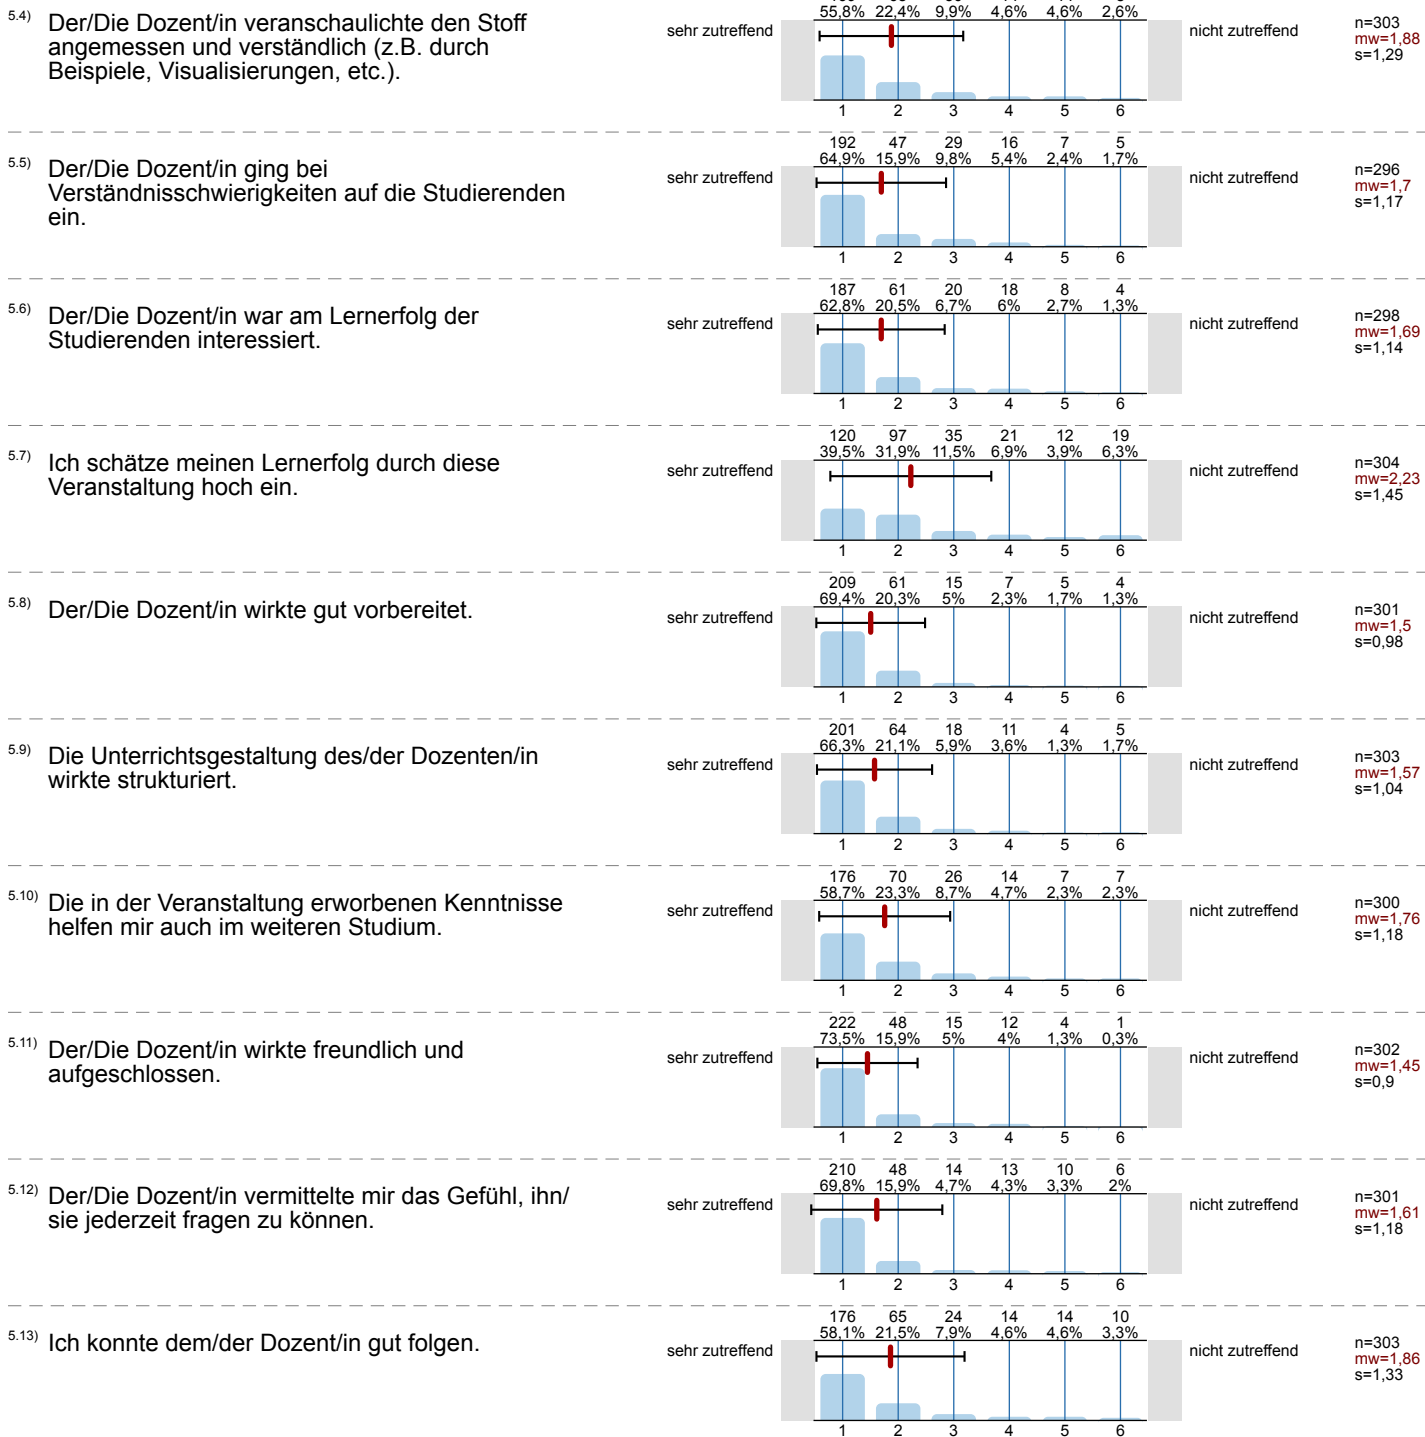 55,8% 22,4% 9,9% 4,6% 4,6% 2,6%
5.4) Der/Die Dozent/in veranschaulichte den Stoff
angemessen und verständlich (z.B. durch
Beispiele, Visualisierungen, etc.).
sehr zutreffend nicht zutreffend
n=303
mw=1,88
s=1,29
1 2 3 4 5 6
192 47 29 16 7 5
64,9% 15,9% 9,8% 5,4% 2,4% 1,7%
5.5) Der/Die Dozent/in ging bei
Verständnisschwierigkeiten auf die Studierenden
ein.
sehr zutreffend nicht zutreffend
n=296
mw=1,7
s=1,17
1 2 3 4 5 6
187 61 20 18 8 4
62,8% 20,5% 6,7% 6% 2,7% 1,3%
5.6) Der/Die Dozent/in war am Lernerfolg der
Studierenden interessiert.
sehr zutreffend nicht zutreffend
n=298
mw=1,69
s=1,14
1 2 3 4 5 6
120 97 35 21 12 19
39,5% 31,9% 11,5% 6,9% 3,9% 6,3%
5.7) Ich schätze meinen Lernerfolg durch diese
Veranstaltung hoch ein.
sehr zutreffend nicht zutreffend
n=304
mw=2,23
s=1,45
1 2 3 4 5 6
209 61 15 7 5 4
69,4% 20,3% 5% 2,3% 1,7% 1,3%
5.8) Der/Die Dozent/in wirkte gut vorbereitet.
sehr zutreffend nicht zutreffend
n=301
mw=1,5
s=0,98
1 2 3 4 5 6
201 64 18 11 4 5
66,3% 21,1% 5,9% 3,6% 1,3% 1,7%
5.9) Die Unterrichtsgestaltung des/der Dozenten/in
wirkte strukturiert.
sehr zutreffend nicht zutreffend
n=303
mw=1,57
s=1,04
1 2 3 4 5 6
176 70 26 14 7 7
58,7% 23,3% 8,7% 4,7% 2,3% 2,3%
5.10) Die in der Veranstaltung erworbenen Kenntnisse
helfen mir auch im weiteren Studium.
sehr zutreffend nicht zutreffend
n=300
mw=1,76
s=1,18
1 2 3 4 5 6
222 48 15 12 4 1
73,5% 15,9% 5% 4% 1,3% 0,3%
5.11) Der/Die Dozent/in wirkte freundlich und
aufgeschlossen.
sehr zutreffend nicht zutreffend
n=302
mw=1,45
s=0,9
1 2 3 4 5 6
210 48 14 13 10 6
69,8% 15,9% 4,7% 4,3% 3,3% 2%
5.12) Der/Die Dozent/in vermittelte mir das Gefühl, ihn/
sie jederzeit fragen zu können.
sehr zutreffend nicht zutreffend
n=301
mw=1,61
s=1,18
1 2 3 4 5 6
176 65 24 14 14 10
58,1% 21,5% 7,9% 4,6% 4,6% 3,3%
5.13) Ich konnte dem/der Dozent/in gut folgen.
sehr zutreffend nicht zutreffend
n=303
mw=1,86
s=1,33
1 2 3 4 5 6